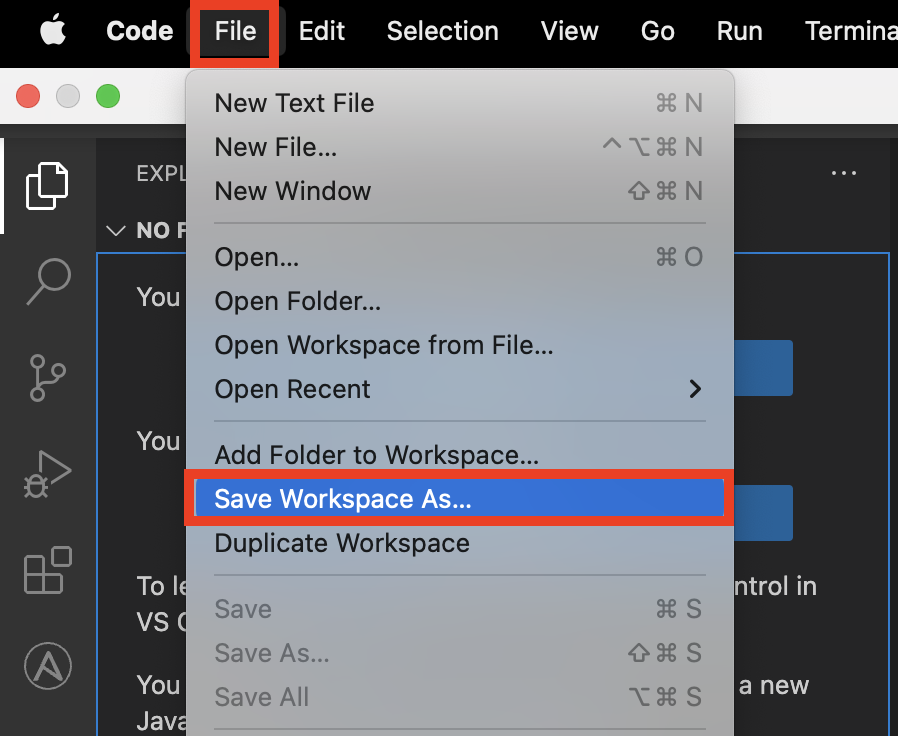 Code File Edit Selection View Go Run Termina
New Text File ⌘ N
New File... ^⌥⌘ N
New Window ⇧⌘ N
Open... ⌘ O
Open Folder...
Open Workspace from File...
Open Recent
Add Folder to Workspace...
Save Workspace As...
Duplicate Workspace
Save ⌘ S
Save As... ⇧⌘ S
Save All ⌥⌘ S
EXPL
NO F
You
You
To le
ntrol in
VS C
You
a new
Java